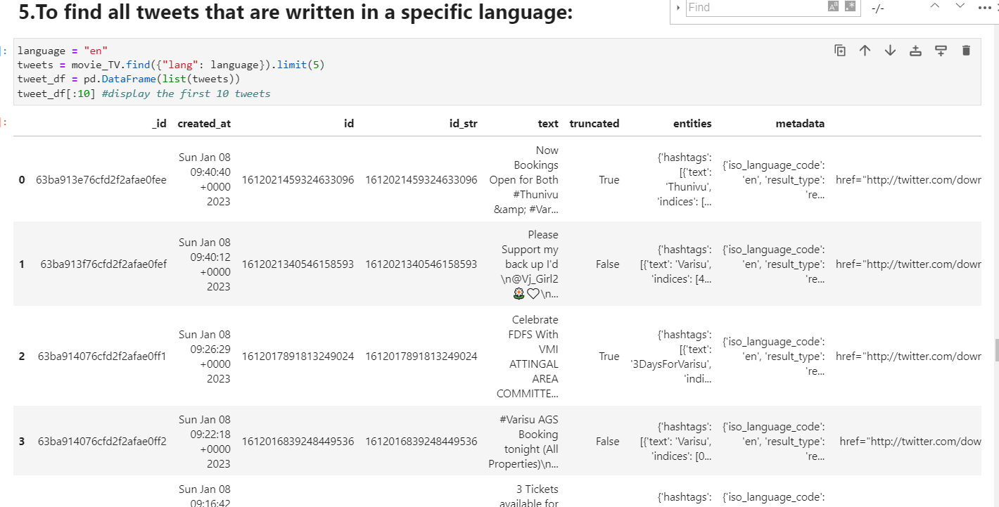 5.To find all tweets that are written in a specific language:
Find
-/-
]:
language = "en"
tweets = movie_TV.find({"lang": language}).limit(5)
tweet_df = pd.DataFrame(list(tweets))
tweet_df[:10] #display the first 10 tweets
]:
_id created_at id id_str text truncated entities metadata
0 63ba913e76cfd2f2afae0fee
Sun Jan 08
09:40:40
+0000
2023
1612021459324633096 1612021459324633096
Now
Bookings
Open for Both
#Thunivu
&amp; #Var...
True
{'hashtags':
[{'text':
'Thunivu',
'indices': [...
{'iso_language_code':
'en', 'result_type':
're...
href="http://twitter.com/dowr
1 63ba913f76cfd2f2afae0fef
Sun Jan 08
09:40:12
+0000
2023
1612021340546158593 1612021340546158593
Please
Support my
back up I'd
\n@Vj_Girl2
🌼♡\n...
False
{'hashtags':
[{'text': 'Varisu',
'indices': [4...
{'iso_language_code':
'en', 'result_type':
're...
href="http://twitter.com/dowr
2 63ba914076cfd2f2afae0ff1
Sun Jan 08
09:26:29
+0000
2023
1612017891813249024 1612017891813249024
Celebrate
FDFS With
VMI
ATTINGAL
AREA
COMMITTE...
True
{'hashtags':
[{'text':
'3DaysForVarisu',
'indi...
{'iso_language_code':
'en', 'result_type':
're...
href="http://twitter.com/dowr
3 63ba914076cfd2f2afae0ff2
Sun Jan 08
09:22:18
+0000
2023
1612016839248449536 1612016839248449536
#Varisu AGS
Booking
tonight (All
Properties)\n...
False
{'hashtags':
[{'text': 'Varisu',
'indices': [0...
{'iso_language_code':
'en', 'result_type':
're...
href="http://twitter.com/dow
Sun Jan 08
09:16:42
3 Tickets
available for
{'hashtags':
{'iso_language_code':